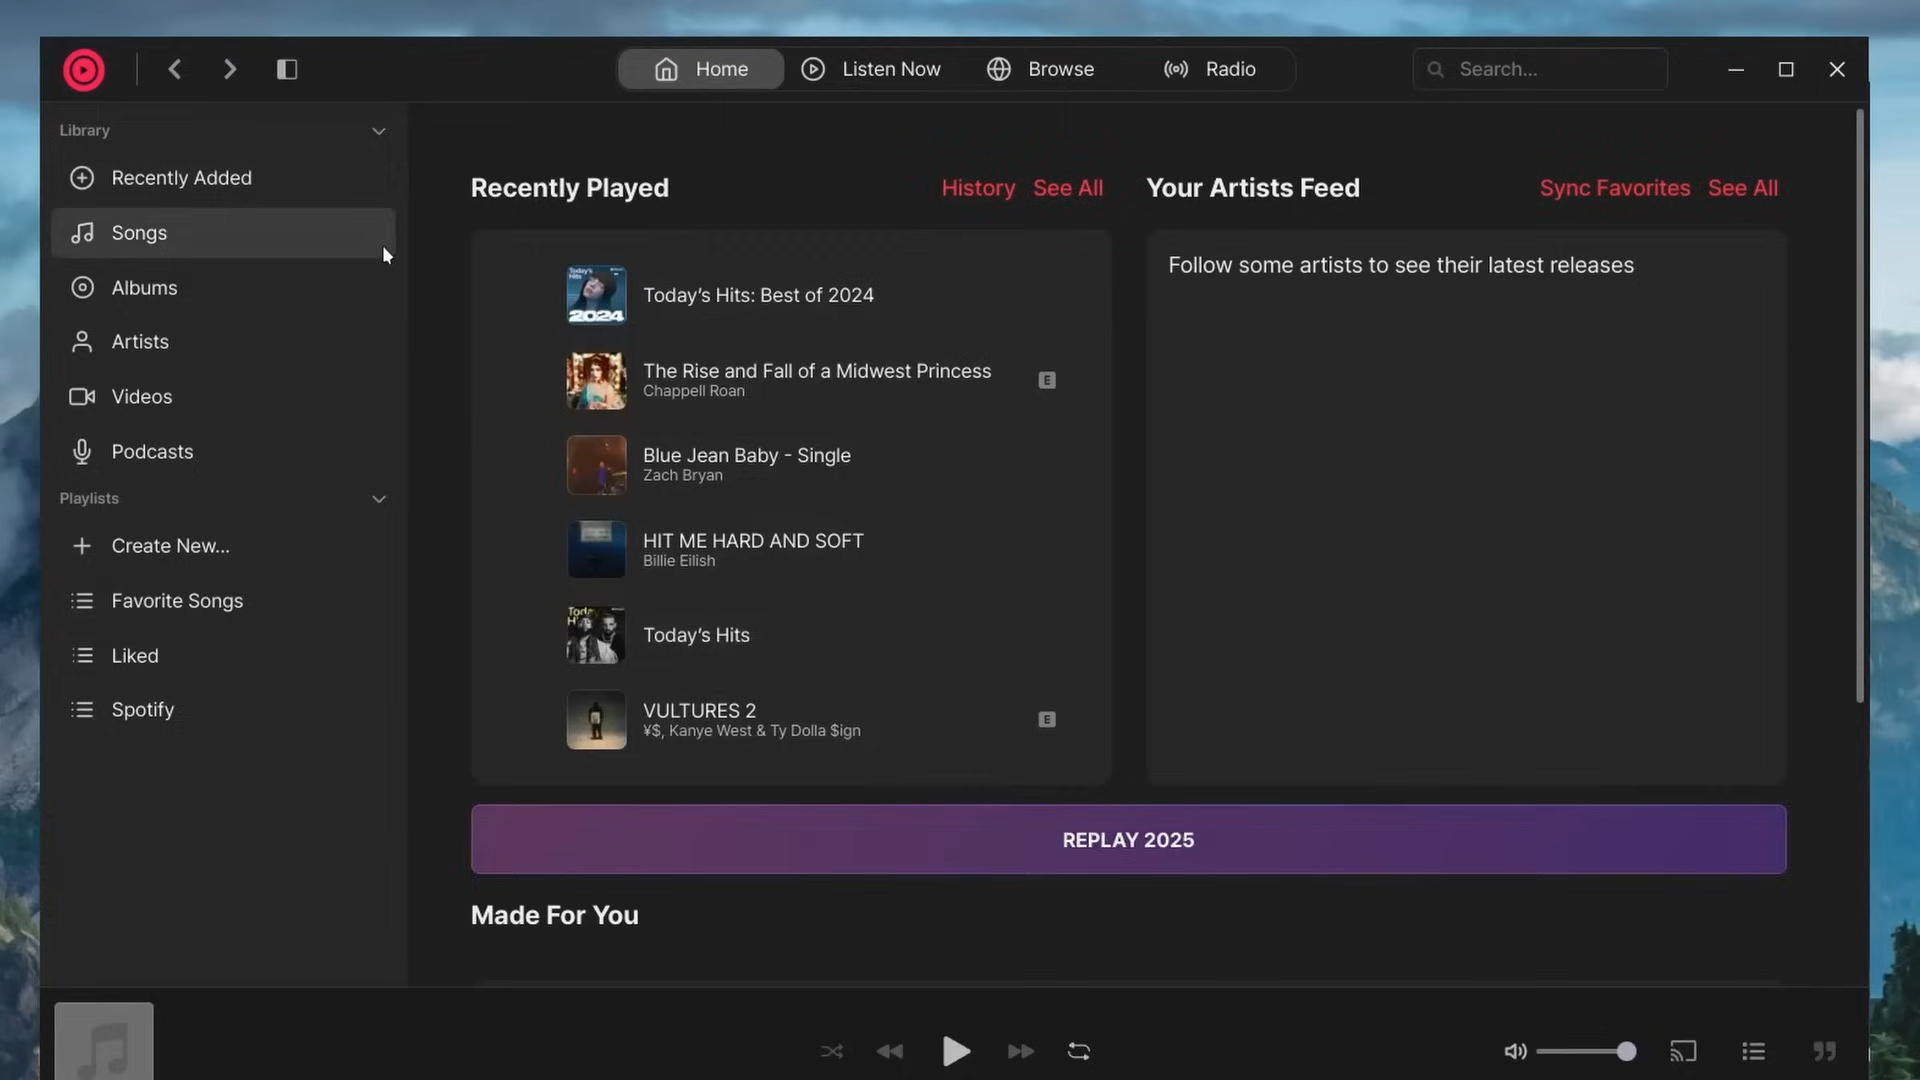 Home
Listen Now
Browse
Radio
Search...
Library
Recently Added
Songs
Albums
Artists
Videos
Podcasts
Playlists
Create New...
Favorite Songs
Liked
Spotify
Recently Played
History
See All
Today's
Hits
2024
Today’s Hits: Best of 2024
The Rise and Fall of a Midwest Princess
Chappell Roan
E
Blue Jean Baby - Single
Zach Bryan
HIT ME HARD AND SOFT
Billie Eilish
Today’s Hits
VULTURES 2
¥$, Kanye West & Ty Dolla $ign
E
Your Artists Feed
Sync Favorites
See All
Follow some artists to see their latest releases
REPLAY 2025
Made For You